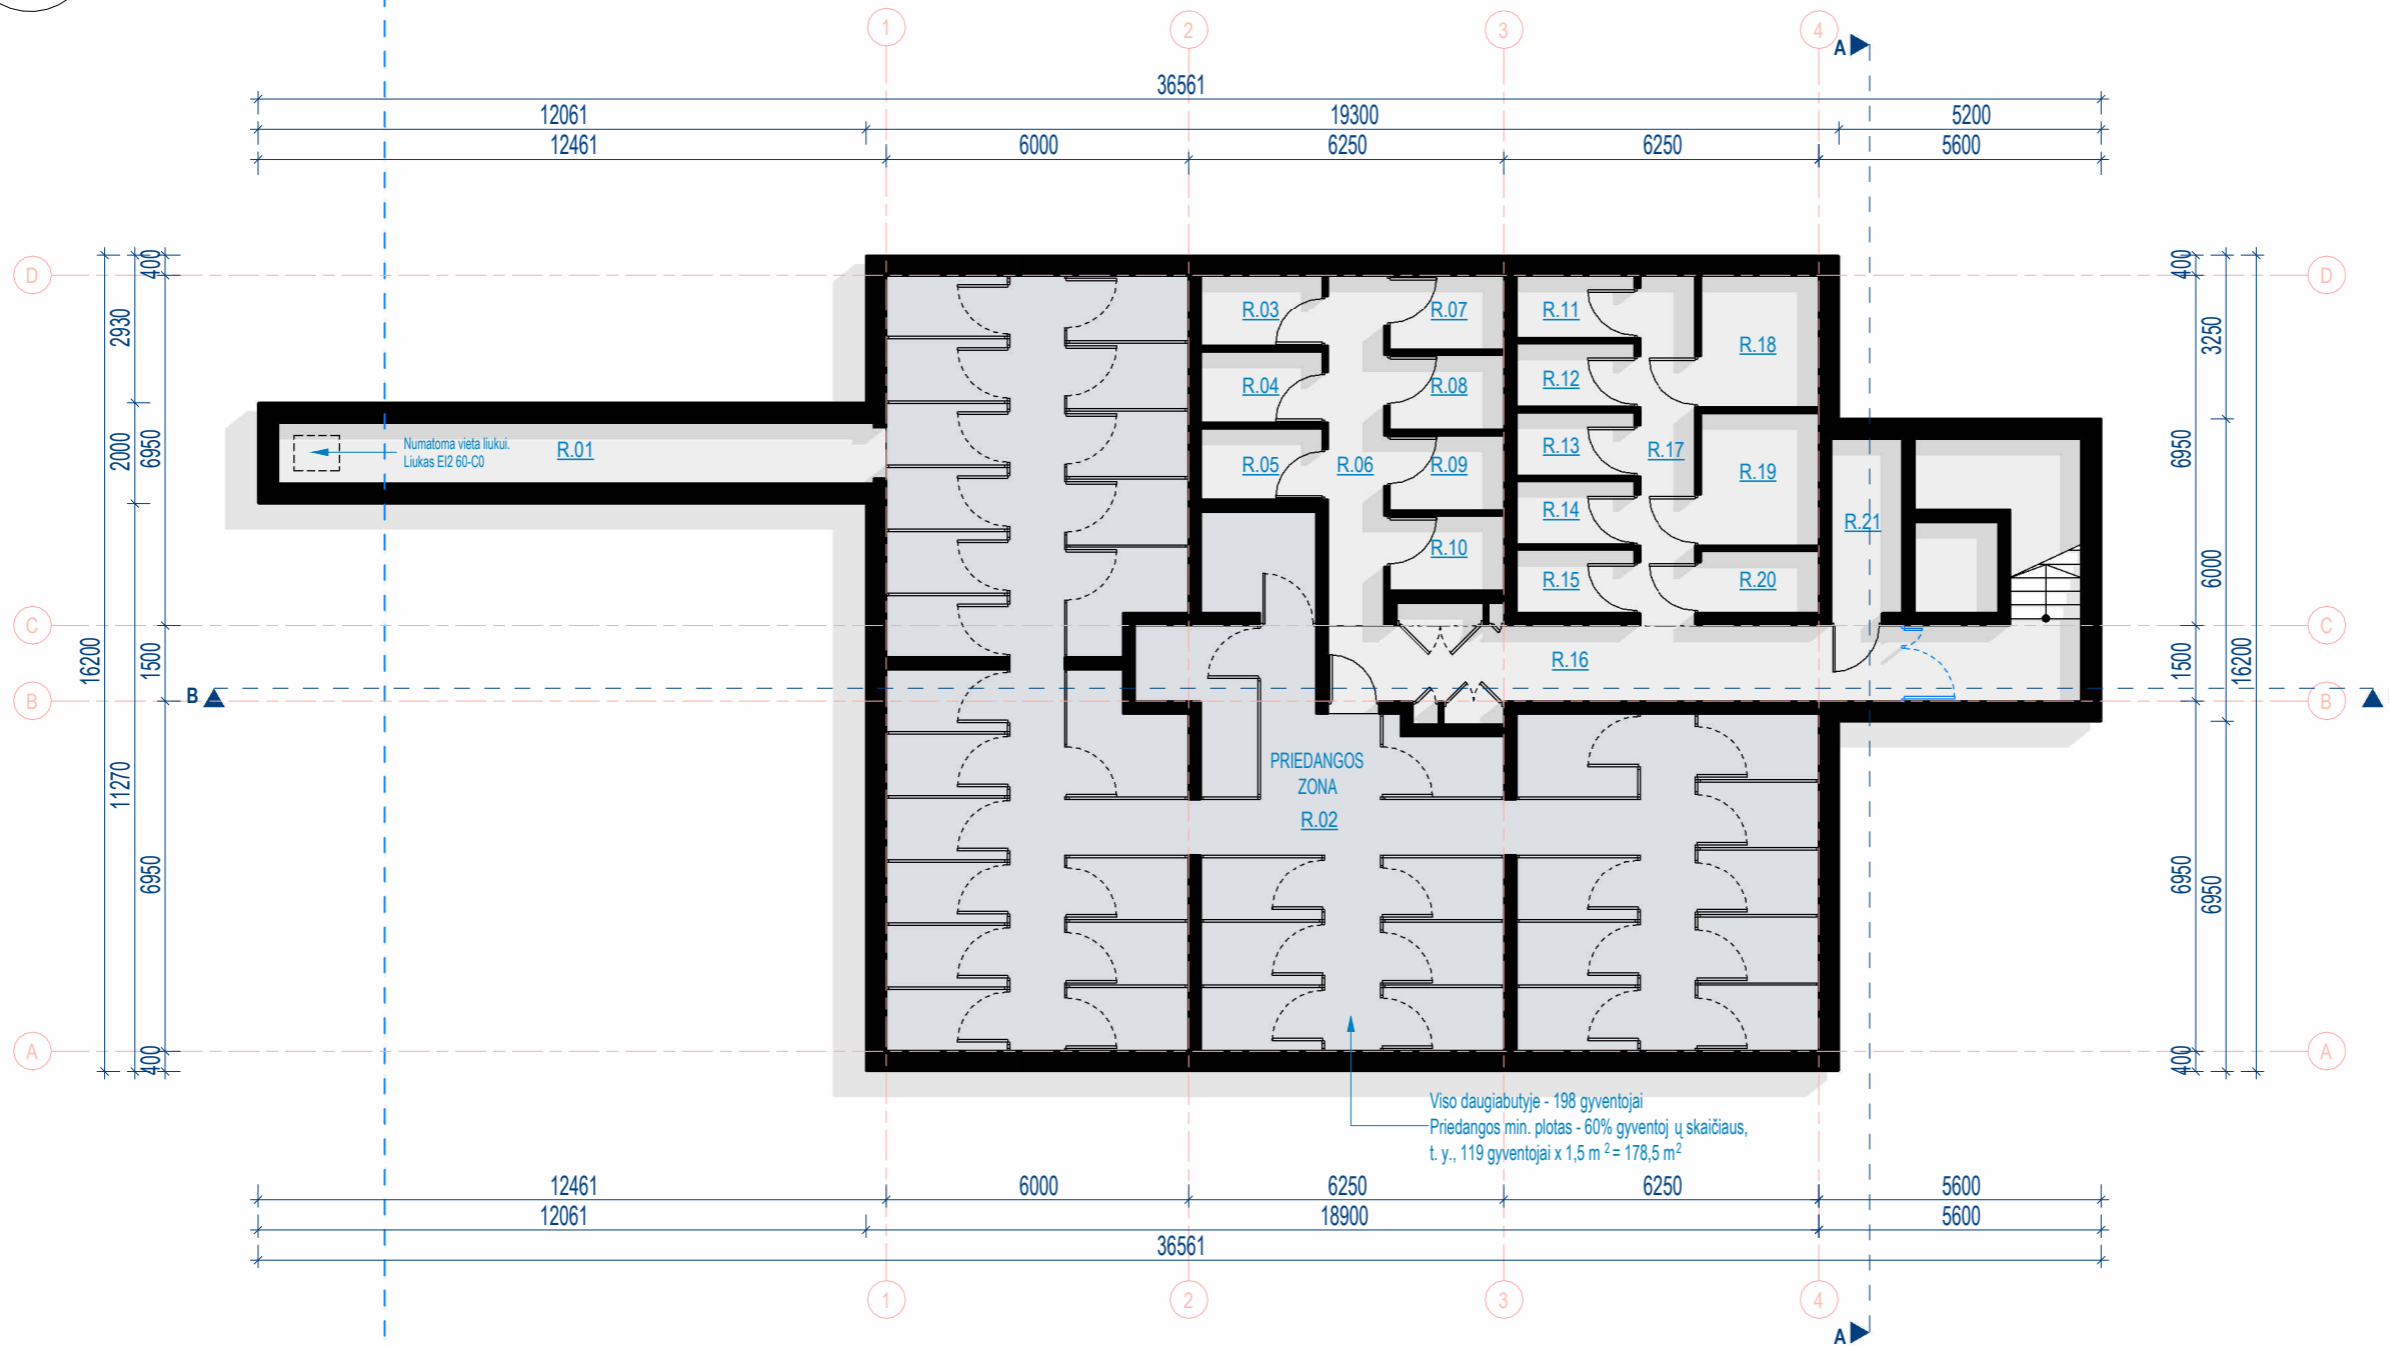 1 2 3 4
A
36561
12061 19300 5200
12461 6000 6250 6250 5600
D 400 400 D
2930 3250
R.03 R.07 R.11 R.18
R.04 R.08 R.12
2000 6950 6950
Numatoma vieta liukui.
Liukas EI2 60-C0
R.01
R.05 R.06 R.09 R.13 R.17 R.19
R.10 R.14 R.21
R.15 R.20
6000
C C
16200 1500 1500 16200
R.16
B B B
11270
PRIEDANGOS
ZONA
R.02
6950 6950 6950
A 400 400 A
Viso daugiabutyje - 198 gyventojai
Priedangos min. plotas - 60% gyventoj ų skaičiaus,
t. y., 119 gyventojai x 1,5 m ² = 178,5 m²
12461 6000 6250 6250 5600
12061 18900 5600
36561
1 2 3 4
A